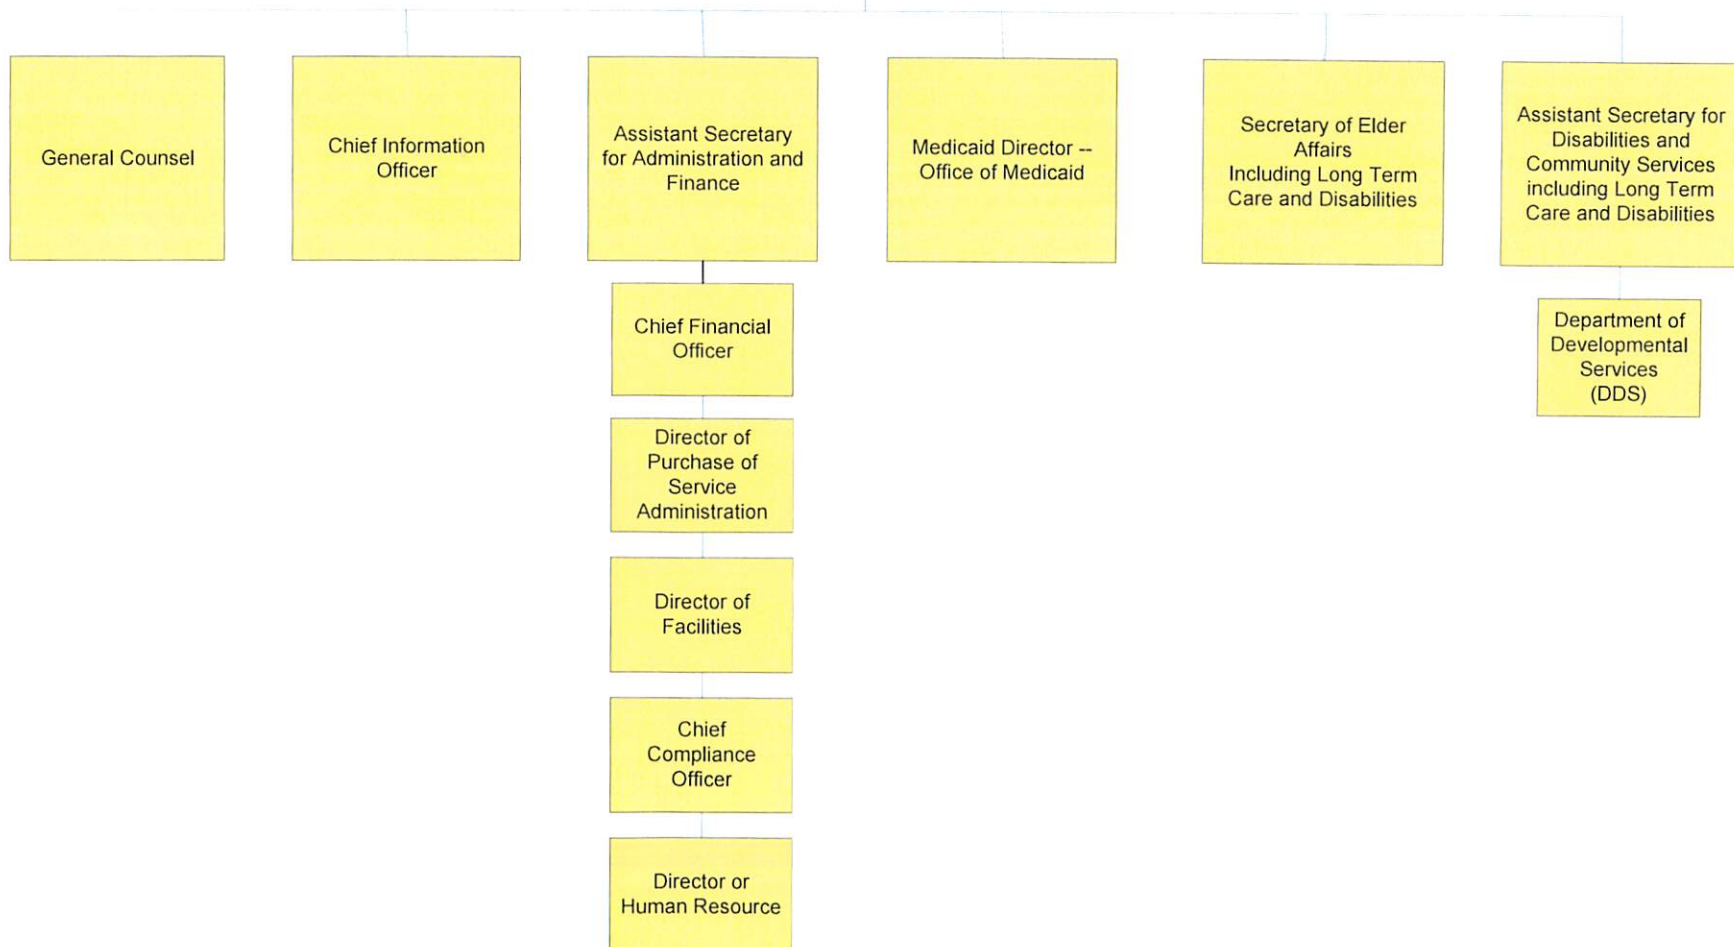 General Counsel
Chief Information
Officer
Assistant Secretary
for Administration and
Finance
Medicaid Director --
Office of Medicaid
Secretary of Elder
Affairs
Including Long Term
Care and Disabilities
Assistant Secretary for
Disabilities and
Community Services
including Long Term
Care and Disabilities
Chief Financial
Officer
Director of
Purchase of
Service
Administration
Director of
Facilities
Chief
Compliance
Officer
Director or
Human Resource
Department of
Developmental
Services
(DDS)